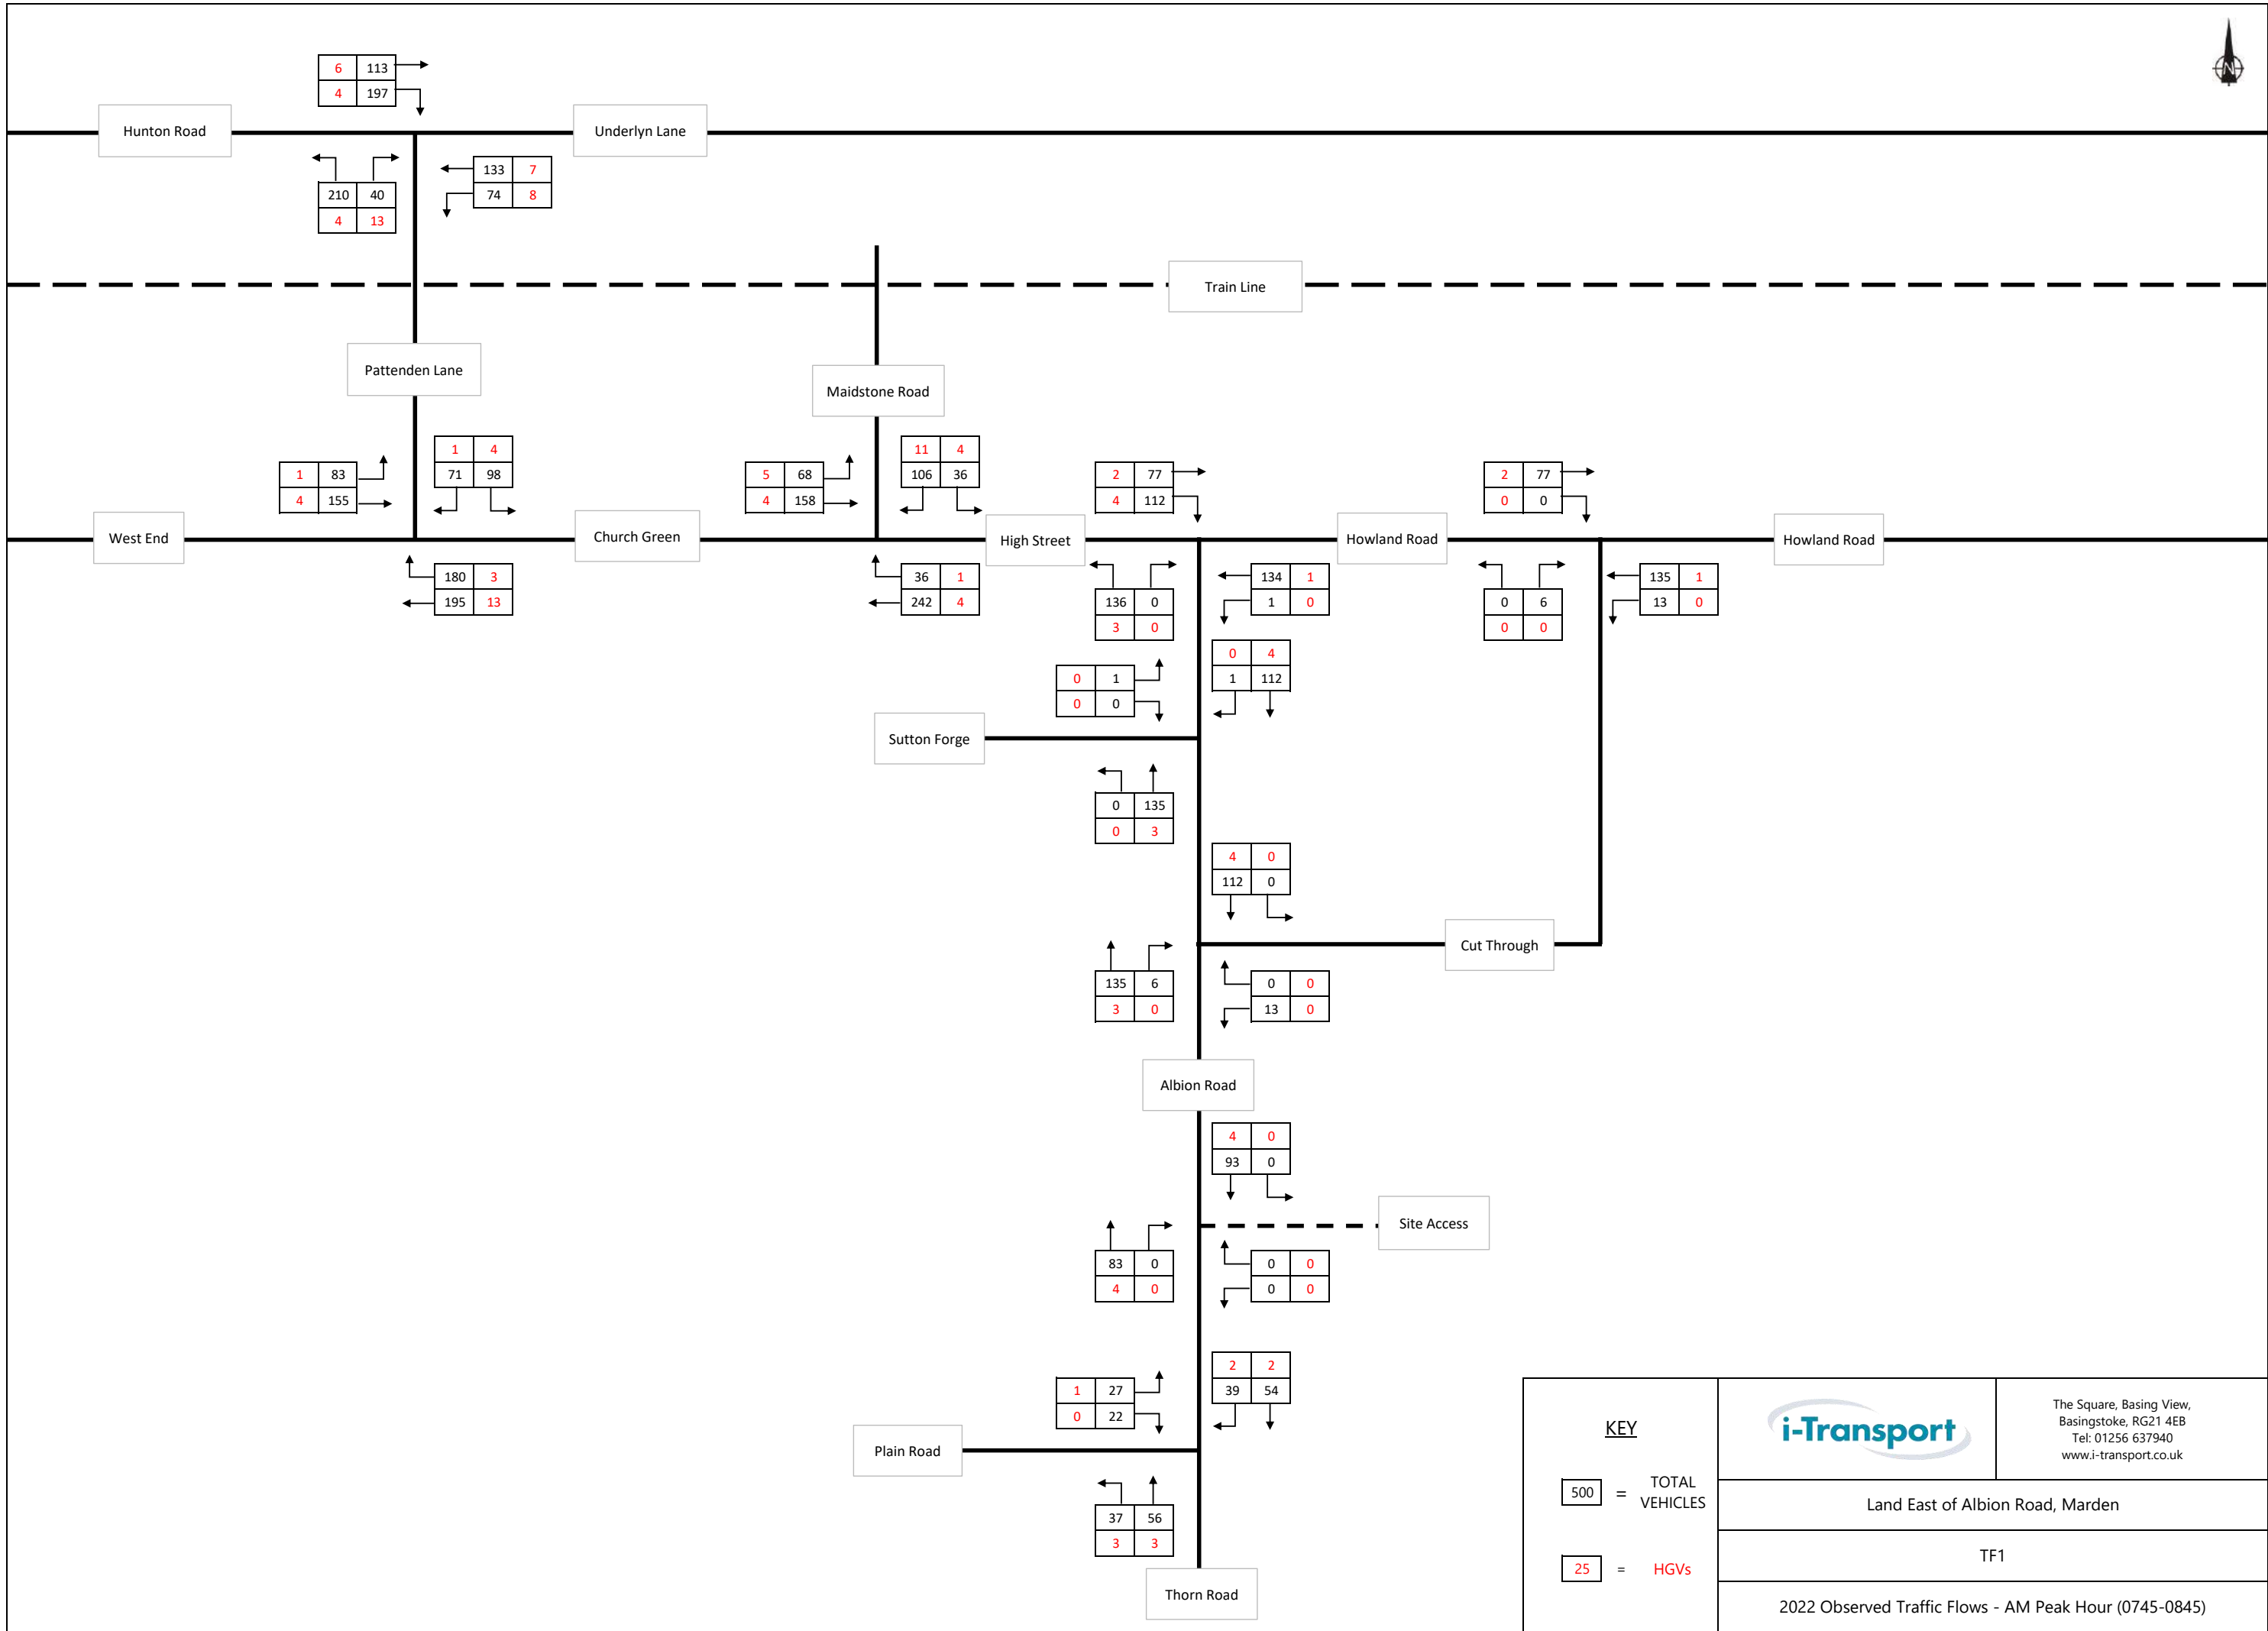 N
6 113
4 197
Hunton Road
Underlyn Lane
133 7
74 8
210 40
4 13
Train Line
Pattenden Lane
Maidstone Road
1 4
71 98
1 83
4 155
11 4
106 36
5 68
4 158
2 77
4 112
2 77
0 0
West End
Church Green
High Street
Howland Road
Howland Road
180 3
195 13
36 1
242 4
136 0
3 0
134 1
1 0
0 6
0 0
135 1
13 0
0 4
1 112
0 1
0 0
Sutton Forge
0 135
0 3
4 0
112 0
Cut Through
135 6
3 0
0 0
13 0
Albion Road
4 0
93 0
Site Access
83 0
4 0
0 0
0 0
2 2
39 54
1 27
0 22
Plain Road
37 56
3 3
Thorn Road
KEY
500 = TOTAL
VEHICLES
25 = HGVs
i-Transport
The Square, Basing View,
Basingstoke, RG21 4EB
Tel: 01256 637940
www.i-transport.co.uk
Land East of Albion Road, Marden
TF1
2022 Observed Traffic Flows - AM Peak Hour (0745-0845)